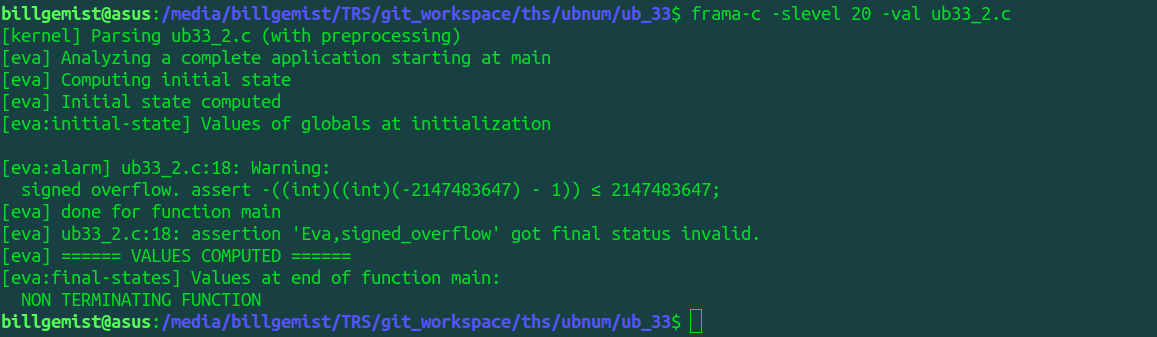 billgemist@asus:/media/billgemist/TRS/git_workspace/ths/ubnum/ub_33$ frama-c -slevel 20 -val ub33_2.c
[kernel] Parsing ub33_2.c (with preprocessing)
[eva] Analyzing a complete application starting at main
[eva] Computing initial state
[eva] Initial state computed
[eva:initial-state] Values of globals at initialization
[eva:alarm] ub33_2.c:18: Warning:
  signed overflow. assert -((int)((int)(-2147483647) - 1)) ≤ 2147483647;
[eva] done for function main
[eva] ub33_2.c:18: assertion 'Eva,signed_overflow' got final status invalid.
[eva] ====== VALUES COMPUTED ======
[eva:final-states] Values at end of function main:
  NON TERMINATING FUNCTION
billgemist@asus:/media/billgemist/TRS/git_workspace/ths/ubnum/ub_33$